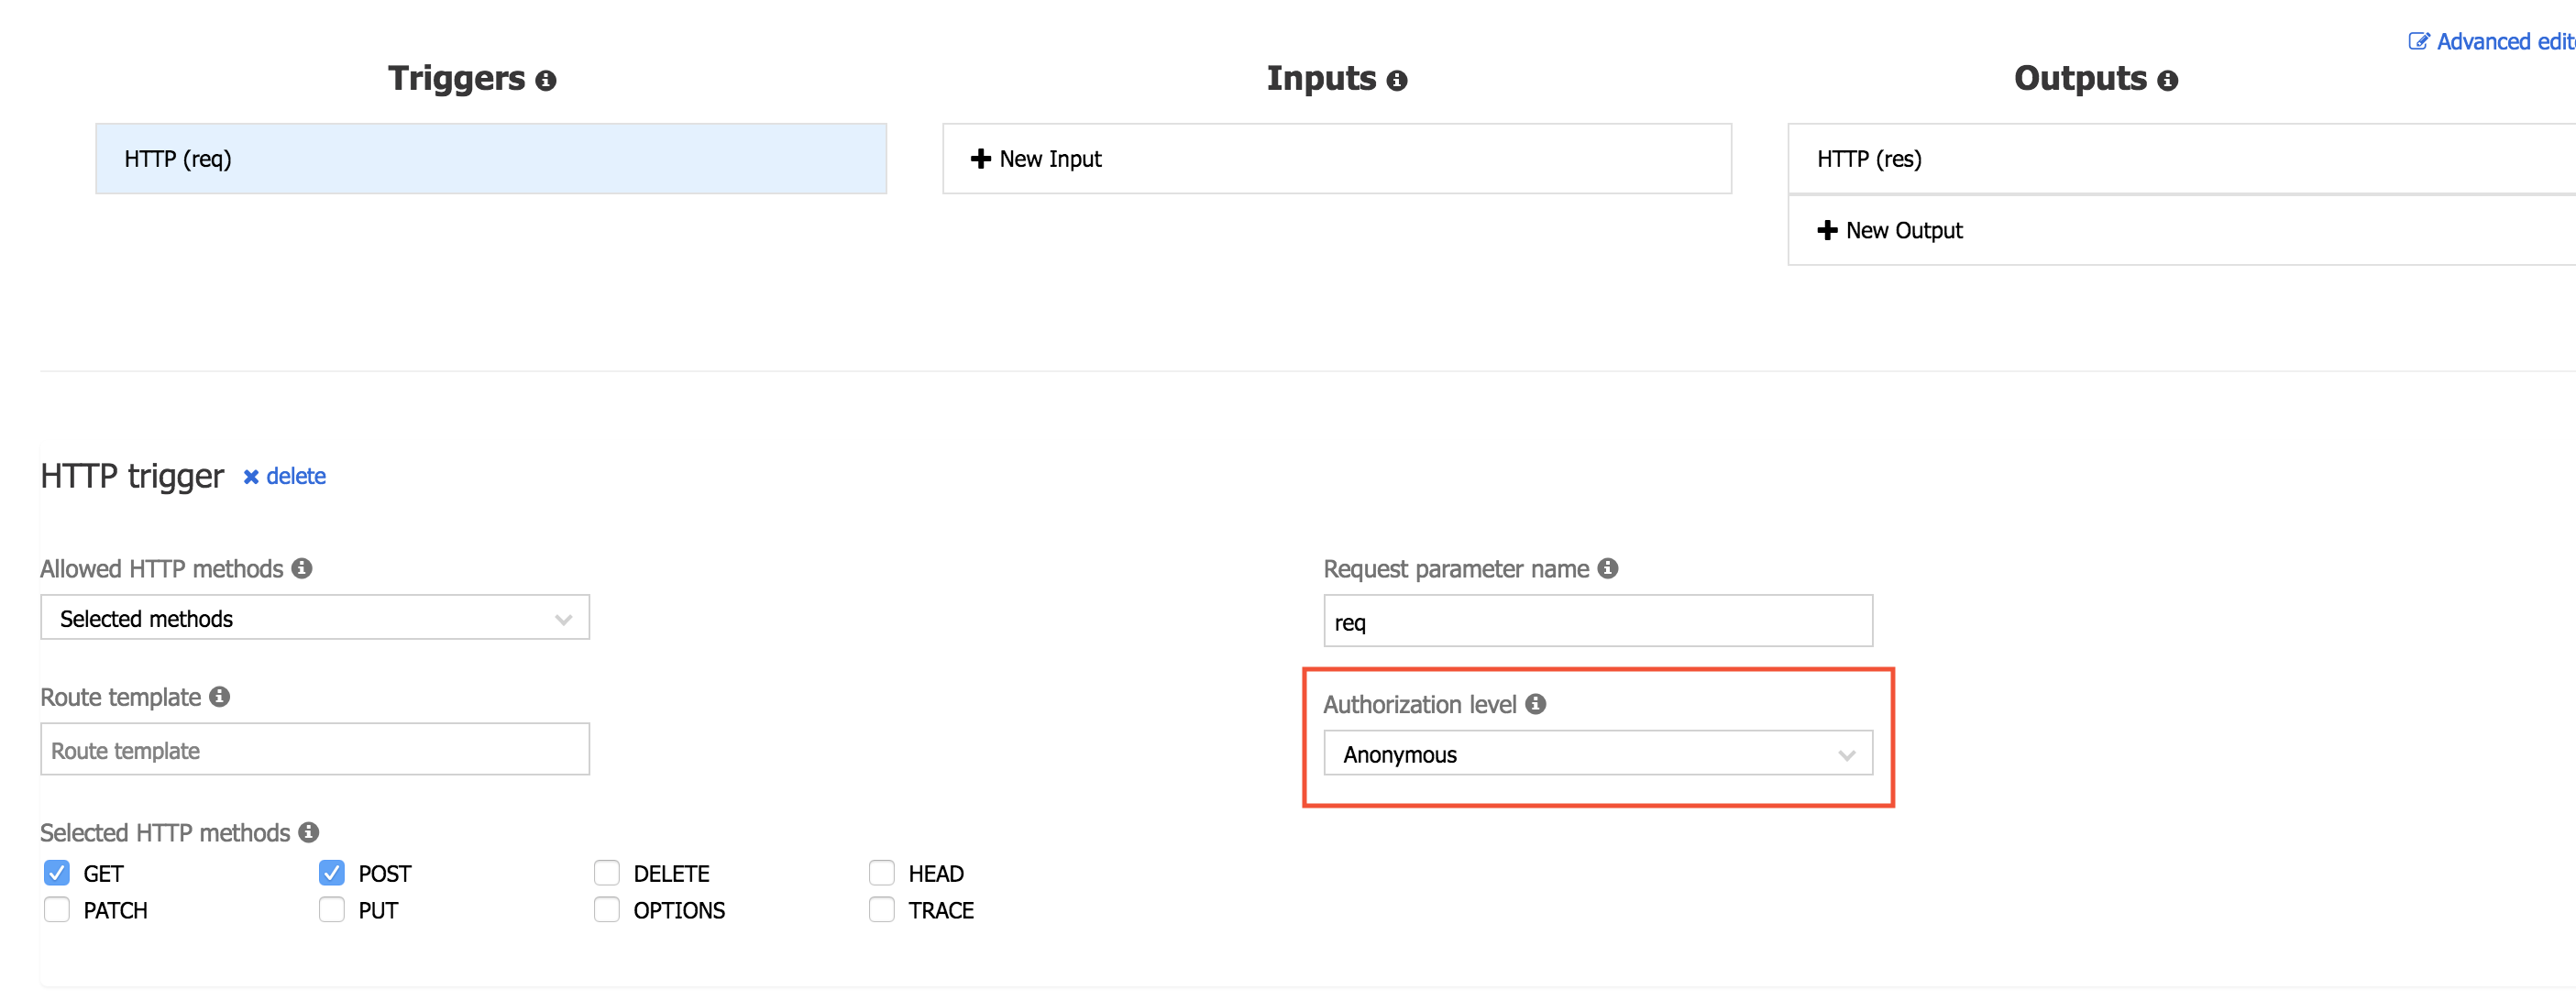 Advanced edit
Triggers
Inputs
Outputs
HTTP (req)
New Input
HTTP (res)
New Output
HTTP trigger
delete
Allowed HTTP methods
Request parameter name
Selected methods
req
Route template
Authorization level
Route template
Anonymous
Selected HTTP methods
GET POST DELETE HEAD
PATCH PUT OPTIONS TRACE